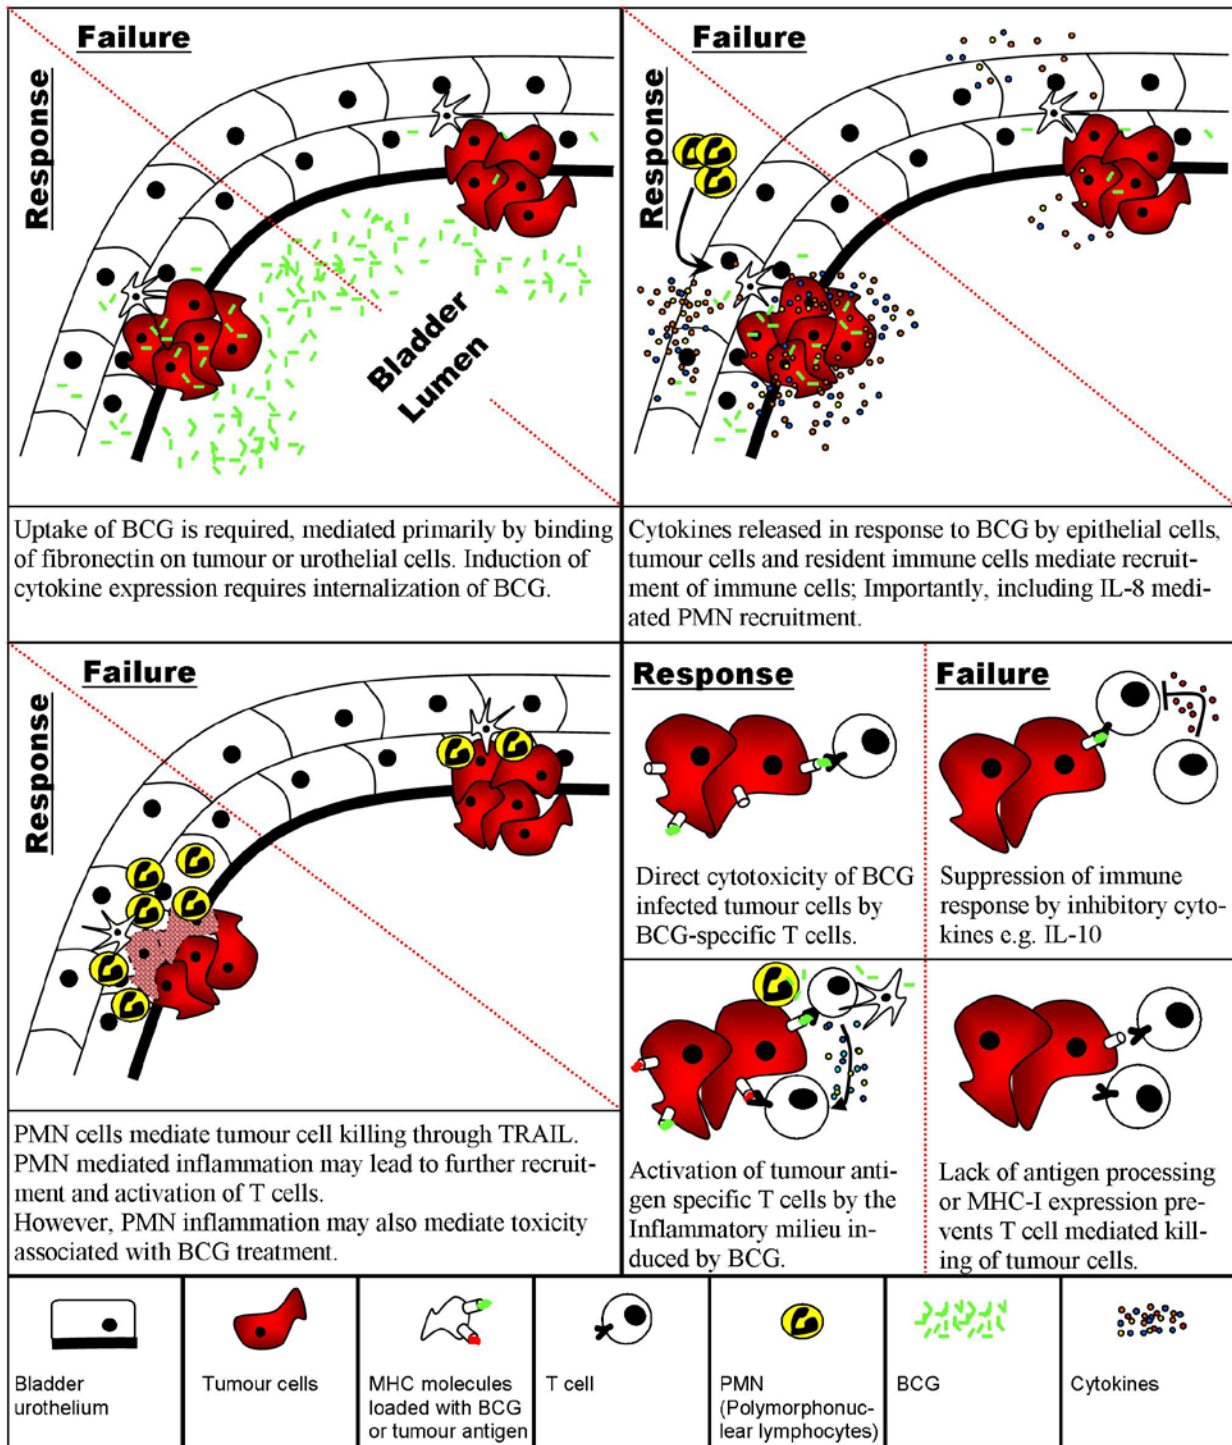 Failure
Response
Bladder
Lumen
Uptake of BCG is required, mediated primarily by binding
of fibronectin on tumour or urothelial cells. Induction of
cytokine expression requires internalization of BCG.
Failure
Response
Cytokines released in response to BCG by epithelial cells,
tumour cells and resident immune cells mediate recruit-
ment of immune cells; Importantly, including IL-8 medi-
ated PMN recruitment.
Failure
Response
PMN cells mediate tumour cell killing through TRAIL.
PMN mediated inflammation may lead to further recruit-
ment and activation of T cells.
However, PMN inflammation may also mediate toxicity
associated with BCG treatment.
Response
Direct cytotoxicity of BCG
infected tumour cells by
BCG-specific T cells.
Failure
Suppression of immune
response by inhibitory cyto-
kines e.g. IL-10
Activation of tumour anti-
gen specific T cells by the
Inflammatory milieu in-
duced by BCG.
Lack of antigen processing
or MHC-I expression pre-
vents T cell mediated kill-
ing of tumour cells.
Bladder
urothelium
Tumour cells
MHC molecules
loaded with BCG
or tumour antigen
T cell
PMN
(Polymorphonuc-
lear lymphocytes)
BCG
Cytokines